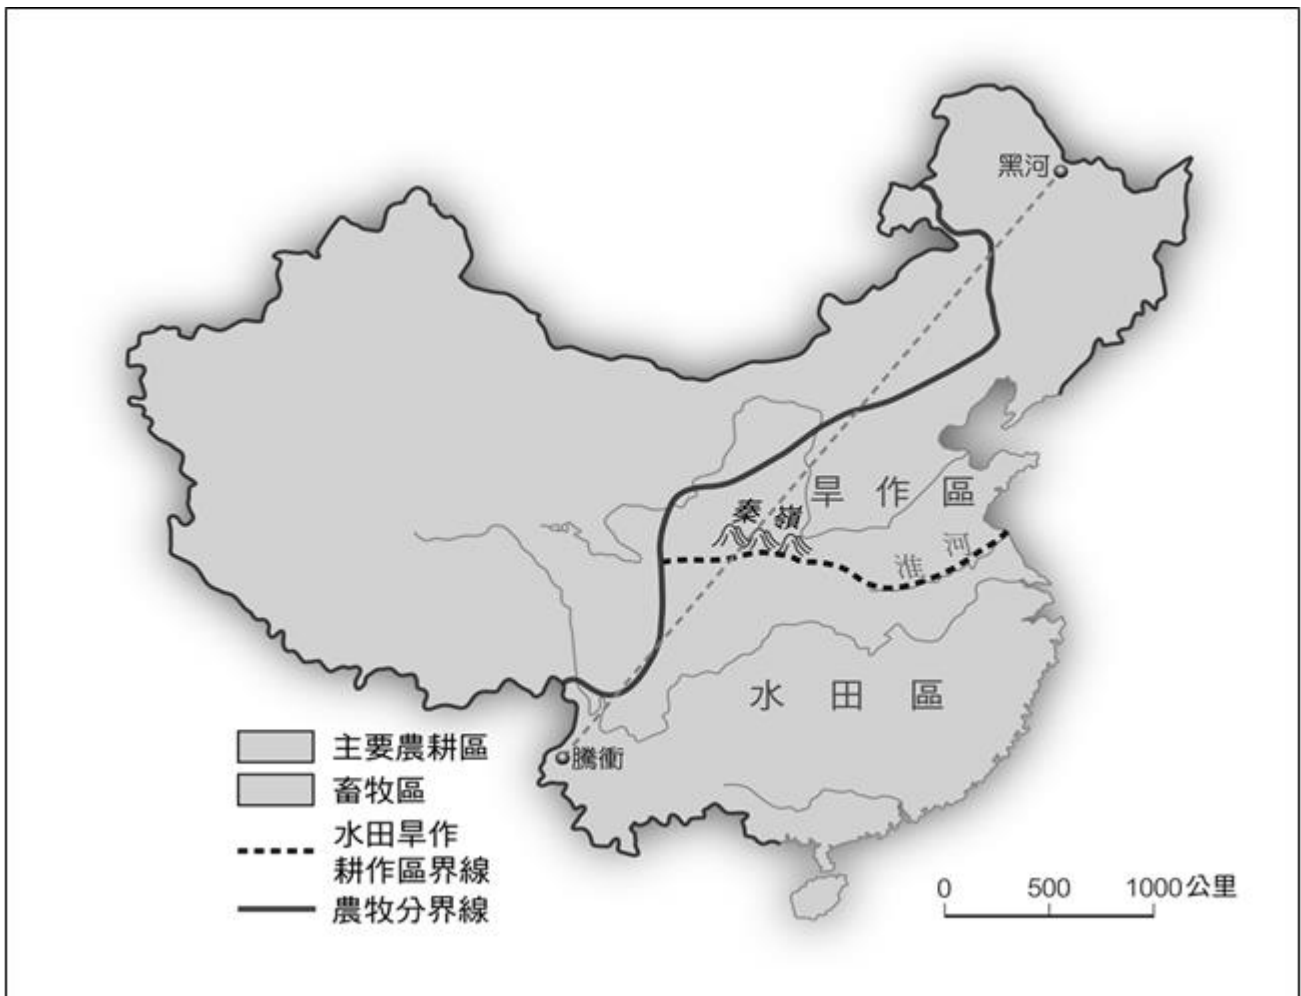 黑河
秦嶺
旱作區
淮河
水田區
騰衝
主要農耕區
畜牧區
水田旱作
耕作區界線
農牧分界線
0 500 1000公里